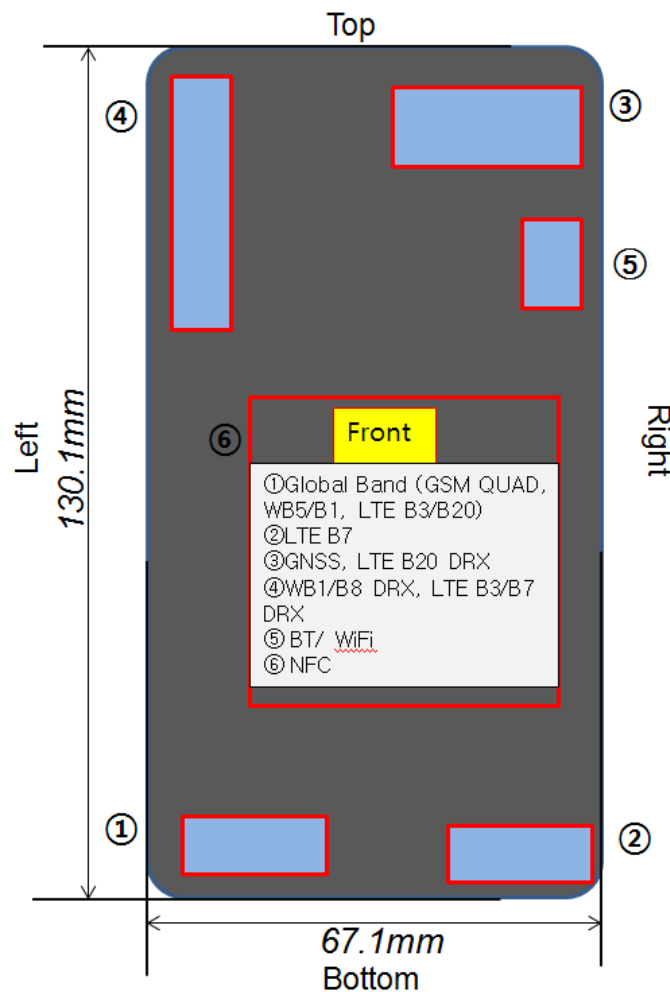 Top
④
③
⑤
Left
130.1mm
⑥
Front
Right
①Global Band (GSM QUAD,
WB5/B1, LTE B3/B20)
②LTE B7
③GNSS, LTE B20 DRX
④WB1/B8 DRX, LTE B3/B7
DRX
⑤BT/ WiFi
⑥NFC
①
②
67.1mm
Bottom